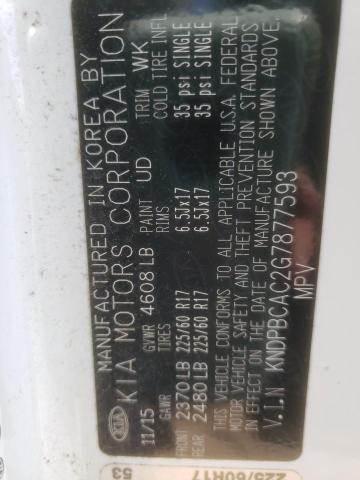 MANUFACTURED IN KOREA BY
KIA KIA MOTORS CORPORATION
11/15 GVWR 4608 LB PAINT UD TRIM WK
GAWR RIMS COLD TIRE INFL
FRONT 2370 LB 225/60 R17 6.5Jx17 35 psi SINGLE
REAR 2480 LB 225/60 R17 6.5Jx17 35 psi SINGLE
THIS VEHICLE CONFORMS TO ALL APPLICABLE U.S.A. FEDERAL
MOTOR VEHICLE SAFETY AND THEFT PREVENTION STANDARDS
IN EFFECT ON THE DATE OF MANUFACTURE SHOWN ABOVE.
V.I.N KNDPBCAC2G7877593
MPV
225/60R17
53